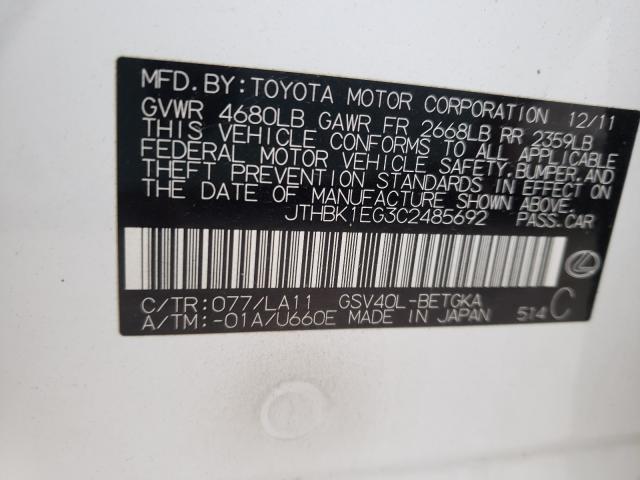 MFD. BY: TOYOTA MOTOR CORPORATION 12/11
GVWR 4680LB GAWR FR 2668LB RR 2359LB
THIS VEHICLE CONFORMS TO ALL APPLICABLE
FEDERAL MOTOR VEHICLE SAFETY, BUMPER, AND
THEFT PREVENTION STANDARDS IN EFFECT ON
THE DATE OF MANUFACTURE SHOWN ABOVE.
JTHBK1EG3C2485692 PASS.CAR
C/TR: 077/LA11 GSV40L-BETGKA
A/TM: -01A/U660E MADE IN JAPAN 514 C